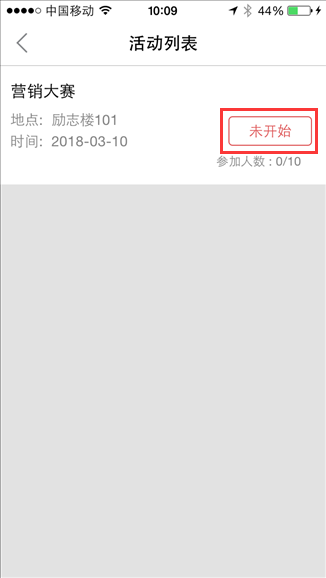 中国移动 10:09 44%
活动列表
营销大赛
地点: 励志楼101
未开始
时间: 2018-03-10
参加人数 : 0/10